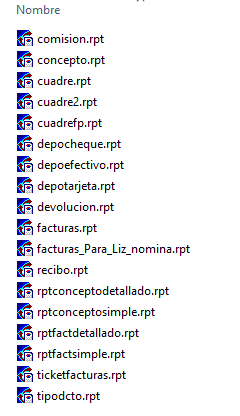 Nombre
comision.rpt
concepto.rpt
cuadre.rpt
cuadre2.rpt
cuadrefp.rpt
depocheque.rpt
depoefectivo.rpt
depotarjeta.rpt
devolucion.rpt
facturas.rpt
facturas_Para_Liz_nomina.rpt
recibo.rpt
rptconceptodetallado.rpt
rptconceptosimple.rpt
rptfactdetallado.rpt
rptfactsimple.rpt
ticketfacturas.rpt
tipodcto.rpt